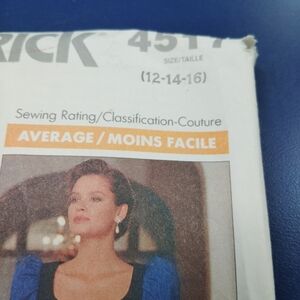 RICK 4517
SIZE/TAILLE
(12-14-16)
Sewing Rating/Classification-Couture
AVERAGE/MOINS FACILE